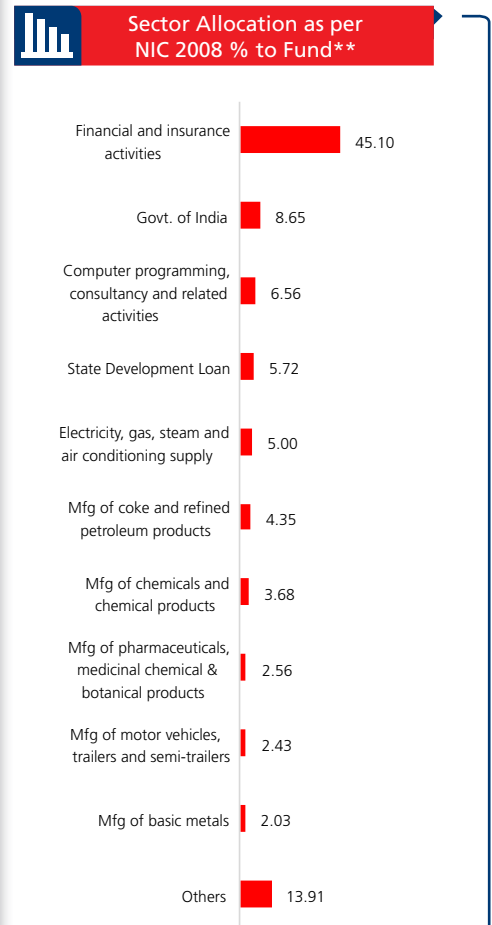 Sector Allocation as per
NIC 2008 % to Fund**
Financial and insurance
activities
45.10
Govt. of India
8.65
Computer programming,
consultancy and related
activities
6.56
State Development Loan
5.72
Electricity, gas, steam and
air conditioning supply
5.00
Mfg of coke and refined
petroleum products
4.35
Mfg of chemicals and
chemical products
3.68
Mfg of pharmaceuticals,
medicinal chemical &
botanical products
2.56
Mfg of motor vehicles,
trailers and semi-trailers
2.43
Mfg of basic metals
2.03
Others
13.91